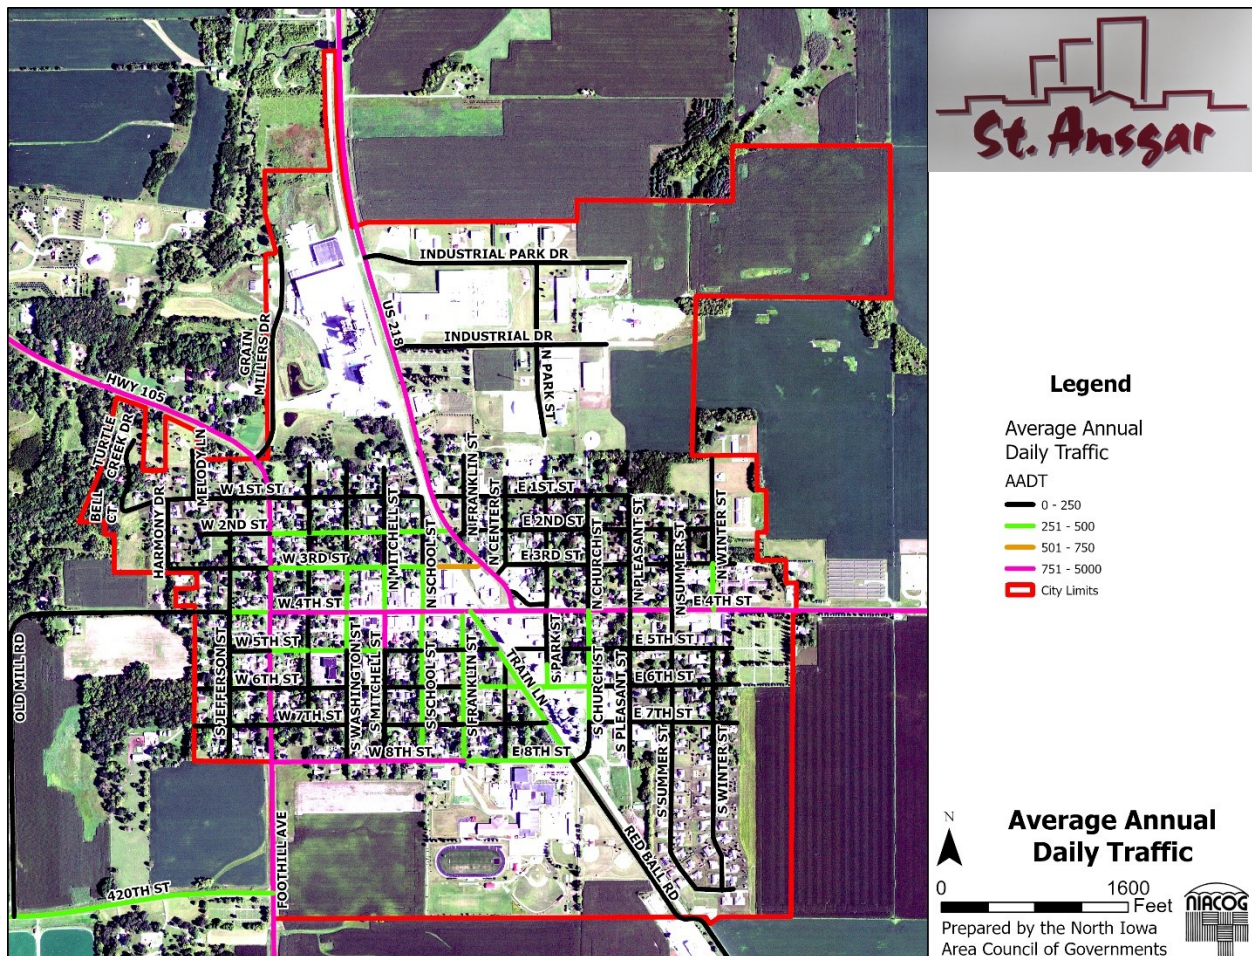 St. Ansgar
INDUSTRIAL PARK DR
US 218
INDUSTRIAL DR
GRAIN
MILLERS DR
N PARK ST
HWY 105
TURTLE
CREEK DR
BELL
CT
MELODY LN
HARMONY DR
W 1ST ST
W 2ND ST
W 3RD ST
W 4TH ST
W 5TH ST
W 6TH ST
W 7TH ST
W 8TH ST
N MITCHELL ST
N SCHOOL ST
N FRANKLIN ST
N CENTER ST
E 1ST ST
E 2ND ST
E 3RD ST
E 4TH ST
E 5TH ST
E 6TH ST
E 7TH ST
E 8TH ST
N CHURCH ST
N PLEASANT ST
N SUMMER ST
N WINTER ST
OLD MILL RD
S JEFFERSON ST
S WASHINGTON ST
S MITCHELL ST
S SCHOOL ST
S FRANKLIN ST
TRAIN LN
S PARK ST
S CHURCH ST
S PLEASANT ST
S SUMMER ST
S WINTER ST
RED BALL RD
FOOTHILL AVE
420TH ST
Legend
Average Annual
Daily Traffic
AADT
0 - 250
251 - 500
501 - 750
751 - 5000
City Limits
N
Average Annual
Daily Traffic
0 1600
Feet
Prepared by the North Iowa
Area Council of Governments
NIACOG